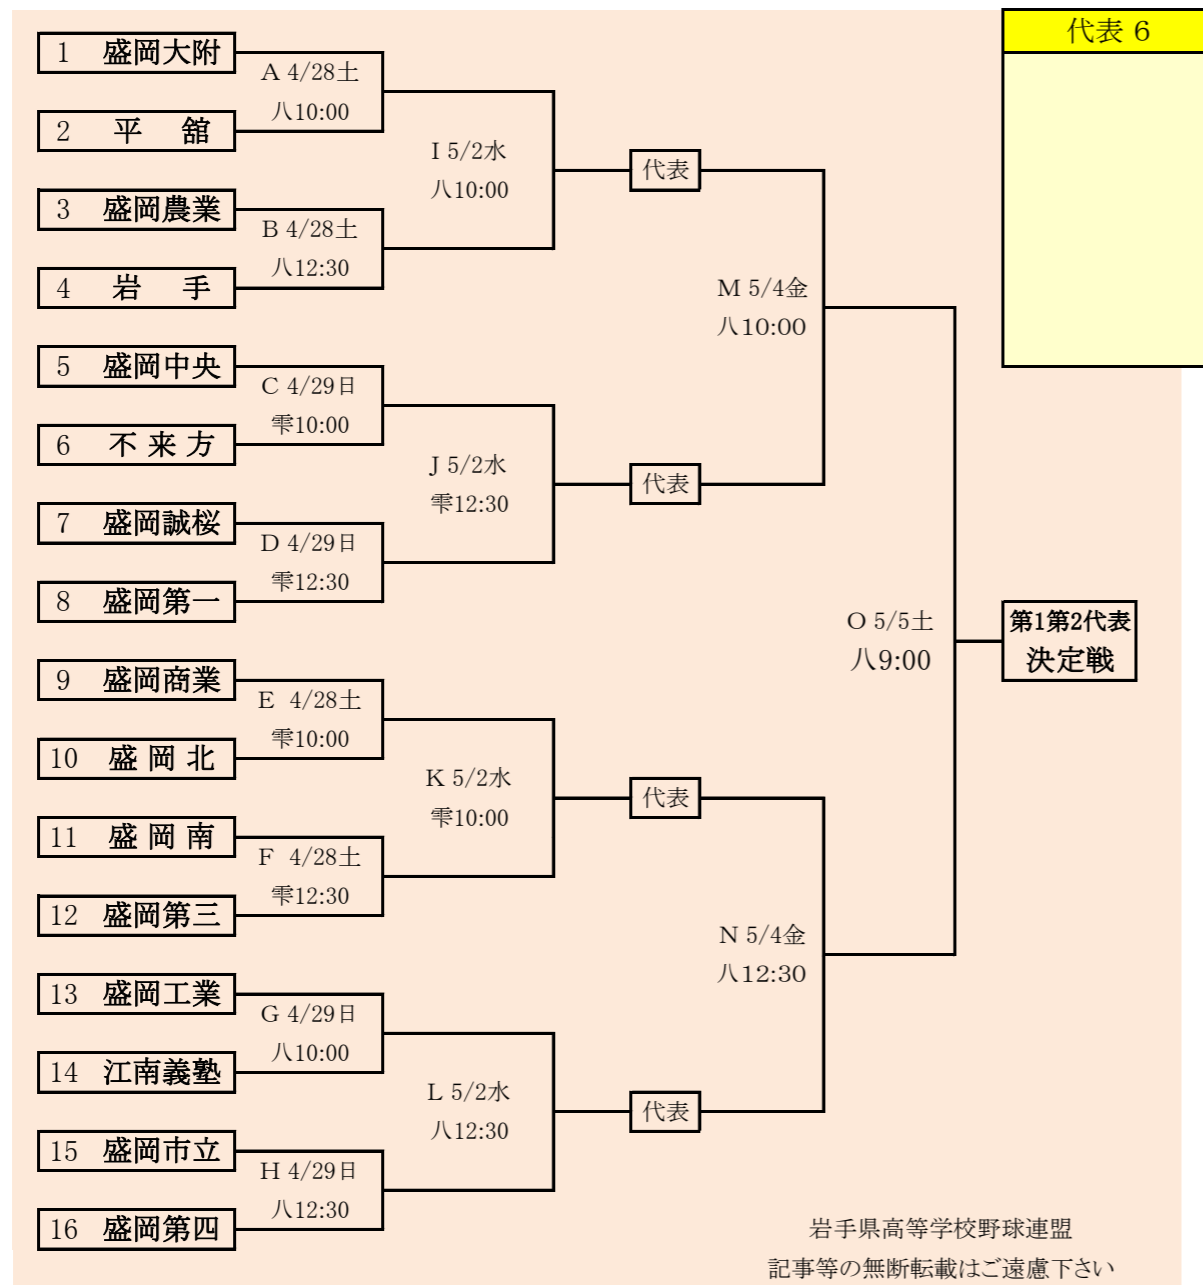 代表 6
1 盛岡大附
A 4/28土
八10:00
2 平 舘
I 5/2水
八10:00
代表
3 盛岡農業
B 4/28土
八12:30
4 岩 手
M 5/4金
八10:00
5 盛岡中央
C 4/29日
雫10:00
6 不 来 方
J 5/2水
雫12:30
代表
7 盛岡誠桜
D 4/29日
雫12:30
8 盛岡第一
O 5/5土
八9:00
第1第2代表
決定戦
9 盛岡商業
E 4/28土
雫10:00
10 盛 岡 北
K 5/2水
雫10:00
代表
11 盛 岡 南
F 4/28土
雫12:30
12 盛岡第三
N 5/4金
八12:30
13 盛岡工業
G 4/29日
八10:00
14 江南義塾
L 5/2水
八12:30
代表
15 盛岡市立
H 4/29日
八12:30
16 盛岡第四
岩手県高等学校野球連盟
記事等の無断転載はご遠慮下さい